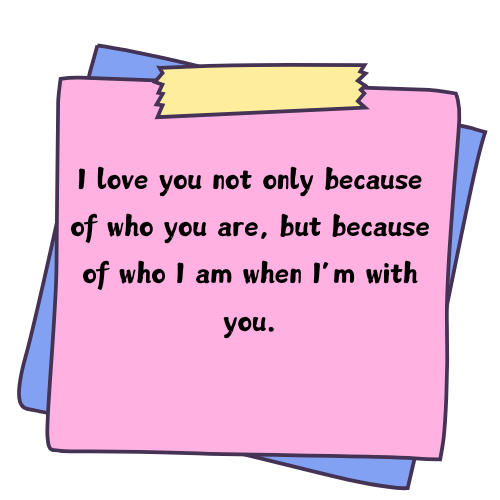 I love you not only because
of who you are, but because
of who I am when I'm with
you.